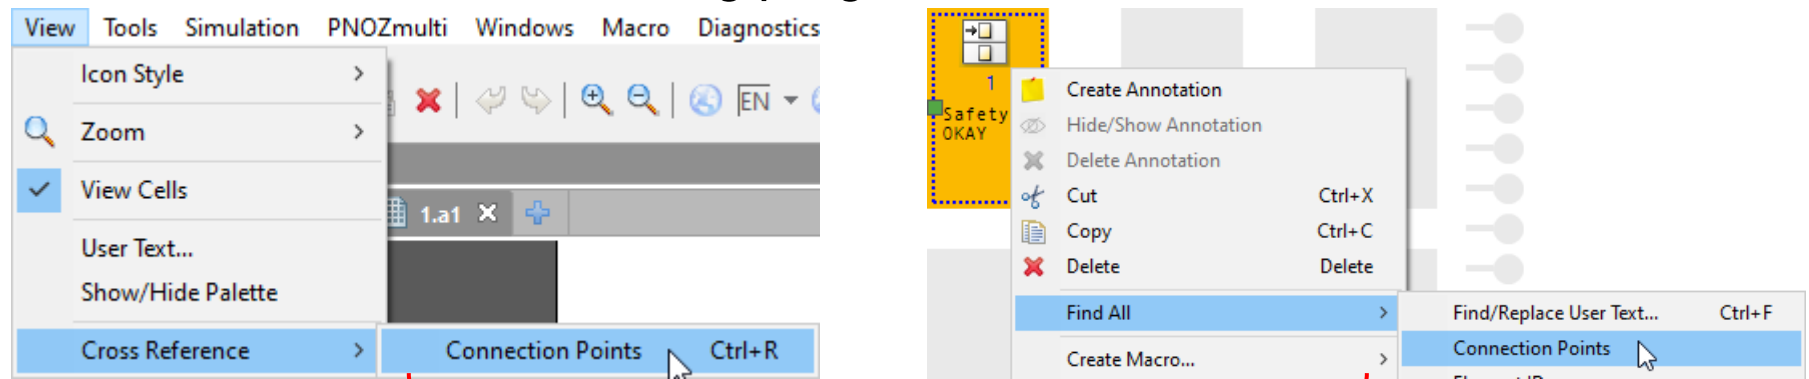 View Tools Simulation PNOZmulti Windows Macro Diagnostics
Icon Style
EN
Zoom
View Cells
1.a1
User Text...
Show/Hide Palette
Cross Reference
Connection Points Ctrl+R
1
Safety
OKAY
Create Annotation
Hide/Show Annotation
Delete Annotation
Cut Ctrl+X
Copy Ctrl+C
Delete Delete
Find All
Create Macro...
Find/Replace User Text... Ctrl+F
Connection Points